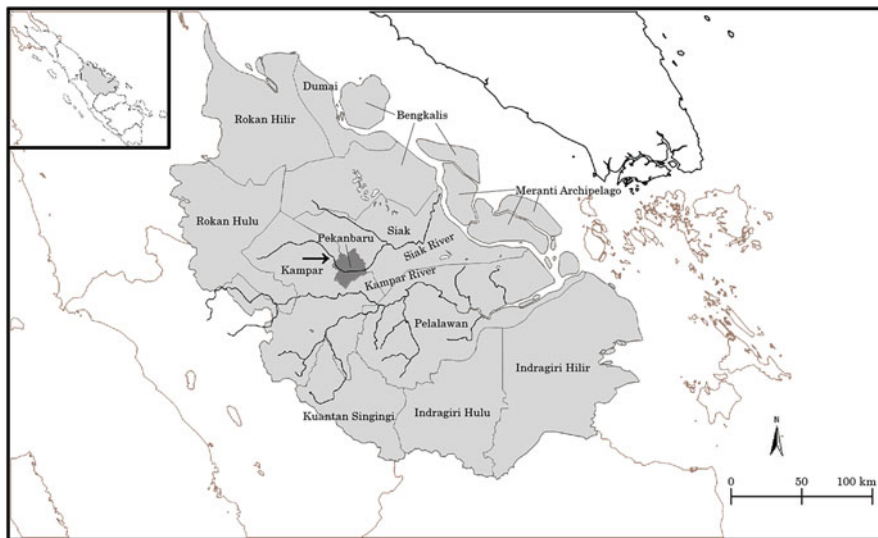 Dumai
Rokan Hilir
Bengkalis
Meranti Archipelago
Rokan Hulu
Siak
Pekanbaru
Siak River
Kampar
Kampar River
Pelalawan
Indragiri Hilir
Kuantan Singingi
Indragiri Hulu
N
0 50 100 km